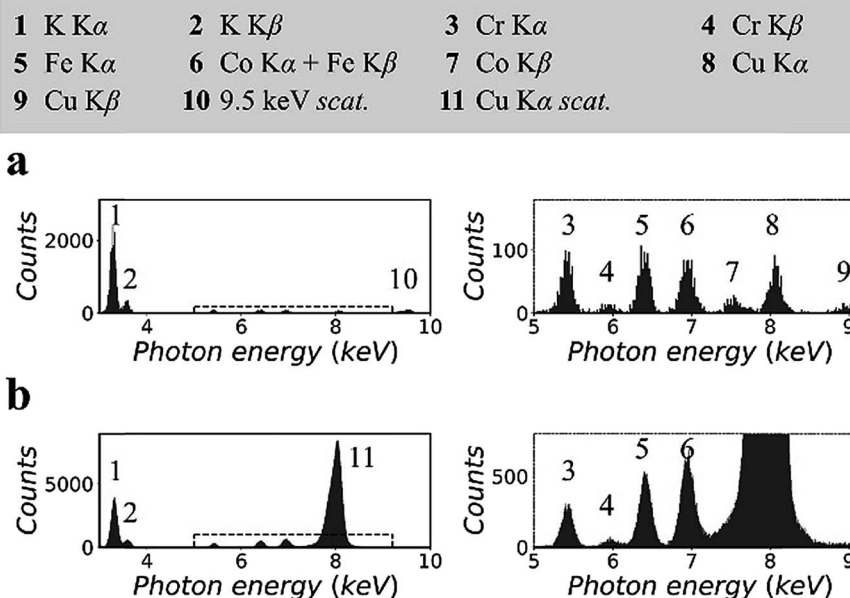 1 K Kα 2 K Kβ 3 Cr Kα 4 Cr Kβ
5 Fe Kα 6 Co Kα + Fe Kβ 7 Co Kβ 8 Cu Kα
9 Cu Kβ 10 9.5 keV scat. 11 Cu Kα scat.
a
Counts
2000
0
1
2
10
4 6 8 10
Photon energy (keV)
Counts
100
0
3 4 5 6 7 8 9
5 6 7 8 9
Photon energy (keV)
b
Counts
5000
0
1
2
11
4 6 8 10
Photon energy (keV)
Counts
500
0
3 4 5 6
5 6 7 8 9
Photon energy (keV)